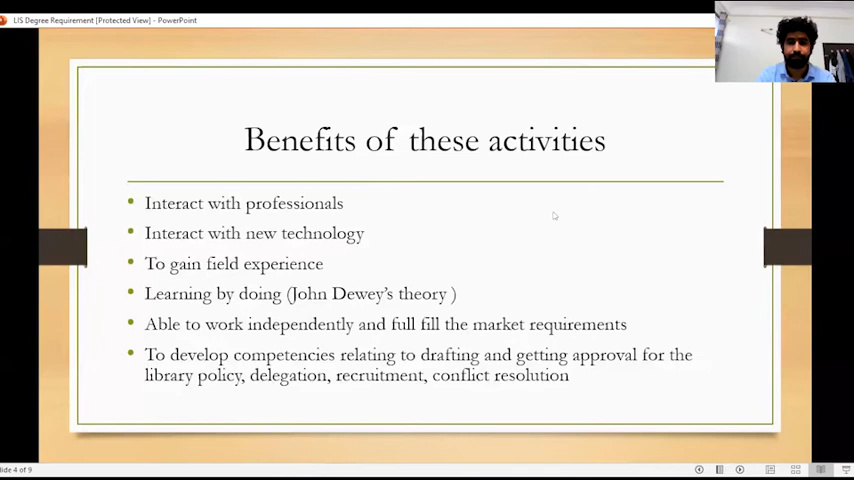 LIS Degree Requirement [Protected View] - PowerPoint
Benefits of these activities
• Interact with professionals
• Interact with new technology
• To gain field experience
• Learning by doing (John Dewey's theory )
• Able to work independently and full fill the market requirements
• To develop competencies relating to drafting and getting approval for the
library policy, delegation, recruitment, conflict resolution
lide 4 of 9